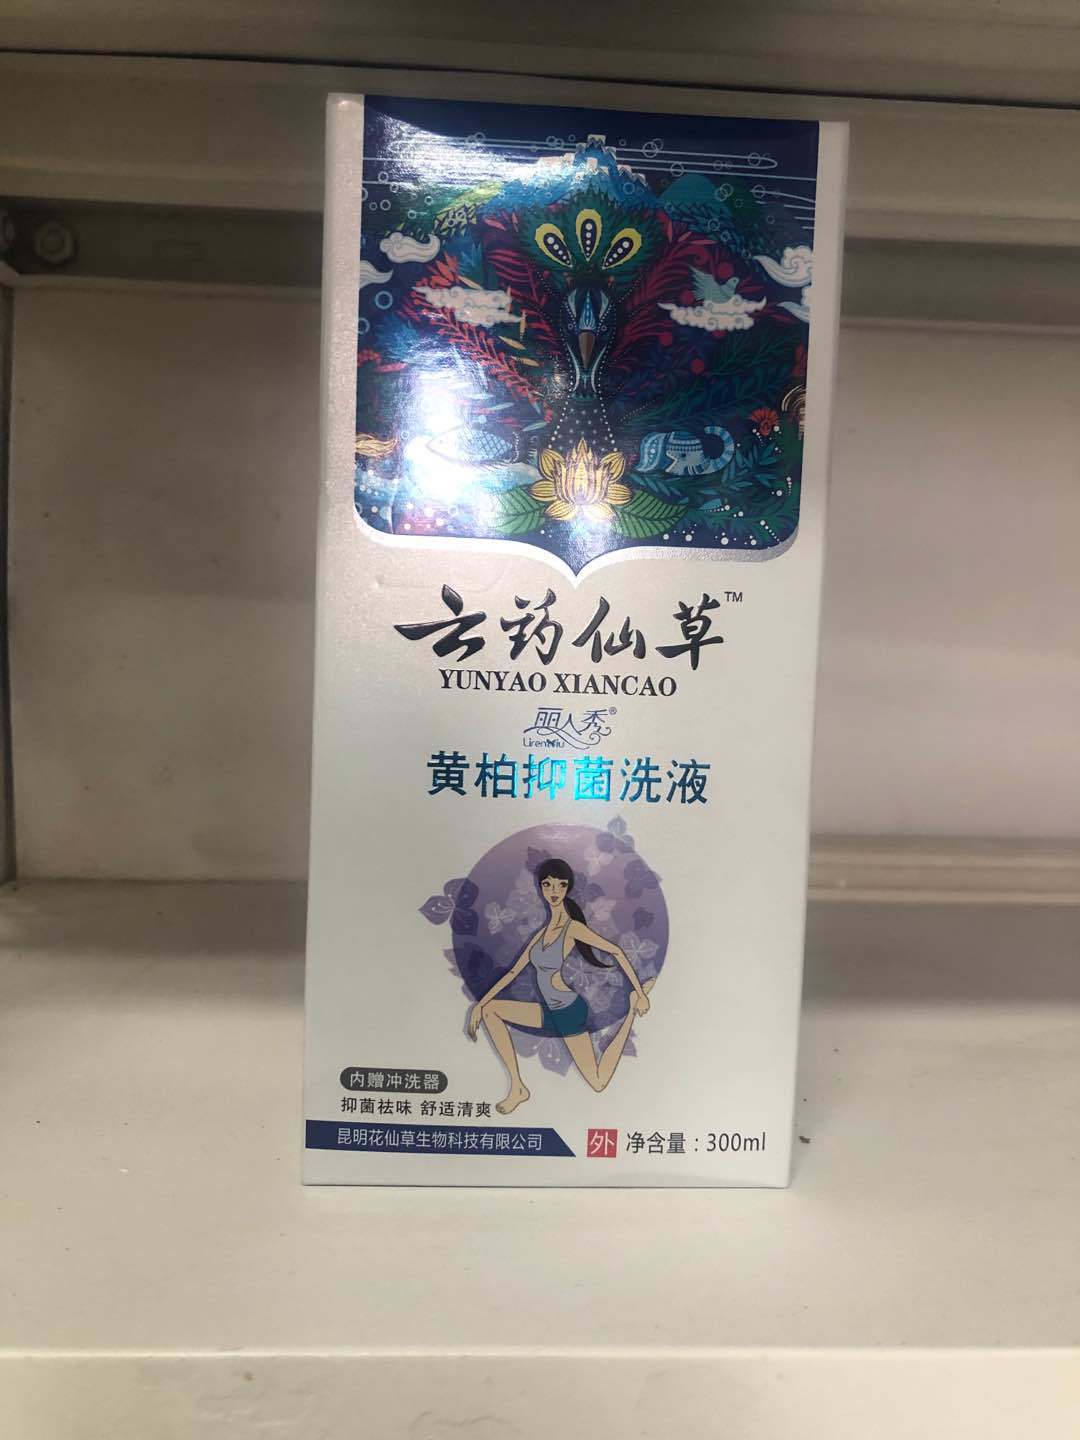 云药仙草™
YUNYAO XIANCAO
丽人秀®
黄柏抑菌洗液
内赠冲洗器
抑菌祛味 舒适清爽
昆明花仙草生物科技有限公司
外 净含量:300ml